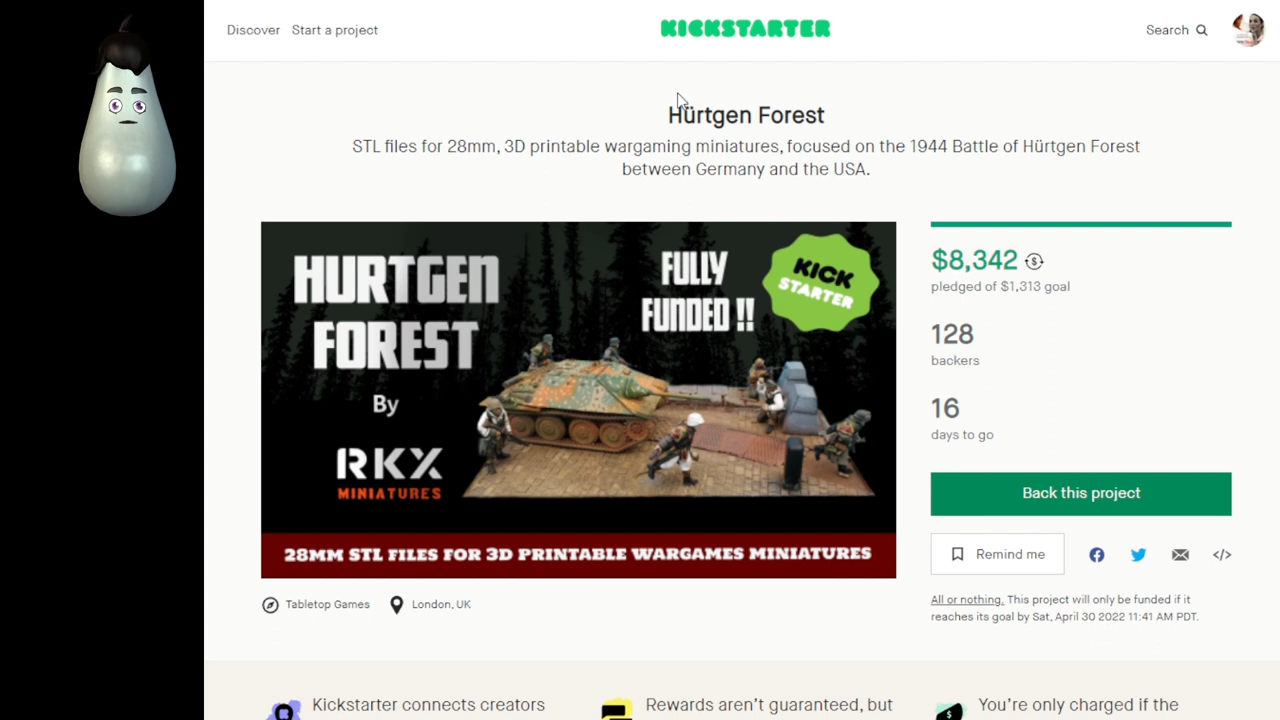 Discover Start a project
KICKSTARTER
Search
Hürtgen Forest
STL files for 28mm, 3D printable wargaming miniatures, focused on the 1944 Battle of Hürtgen Forest
between Germany and the USA.
HURTGEN
FOREST
By
RKX
MINIATURES
FULLY
FUNDED !!
KICK
STARTER
28MM STL FILES FOR 3D PRINTABLE WARGAMES MINIATURES
$8,342
pledged of $1,313 goal
128
backers
16
days to go
Back this project
Remind me
All or nothing. This project will only be funded if it
reaches its goal by Sat, April 30 2022 11:41 AM PDT.
Tabletop Games London, UK
Kickstarter connects creators
Rewards aren't guaranteed, but
You're only charged if the